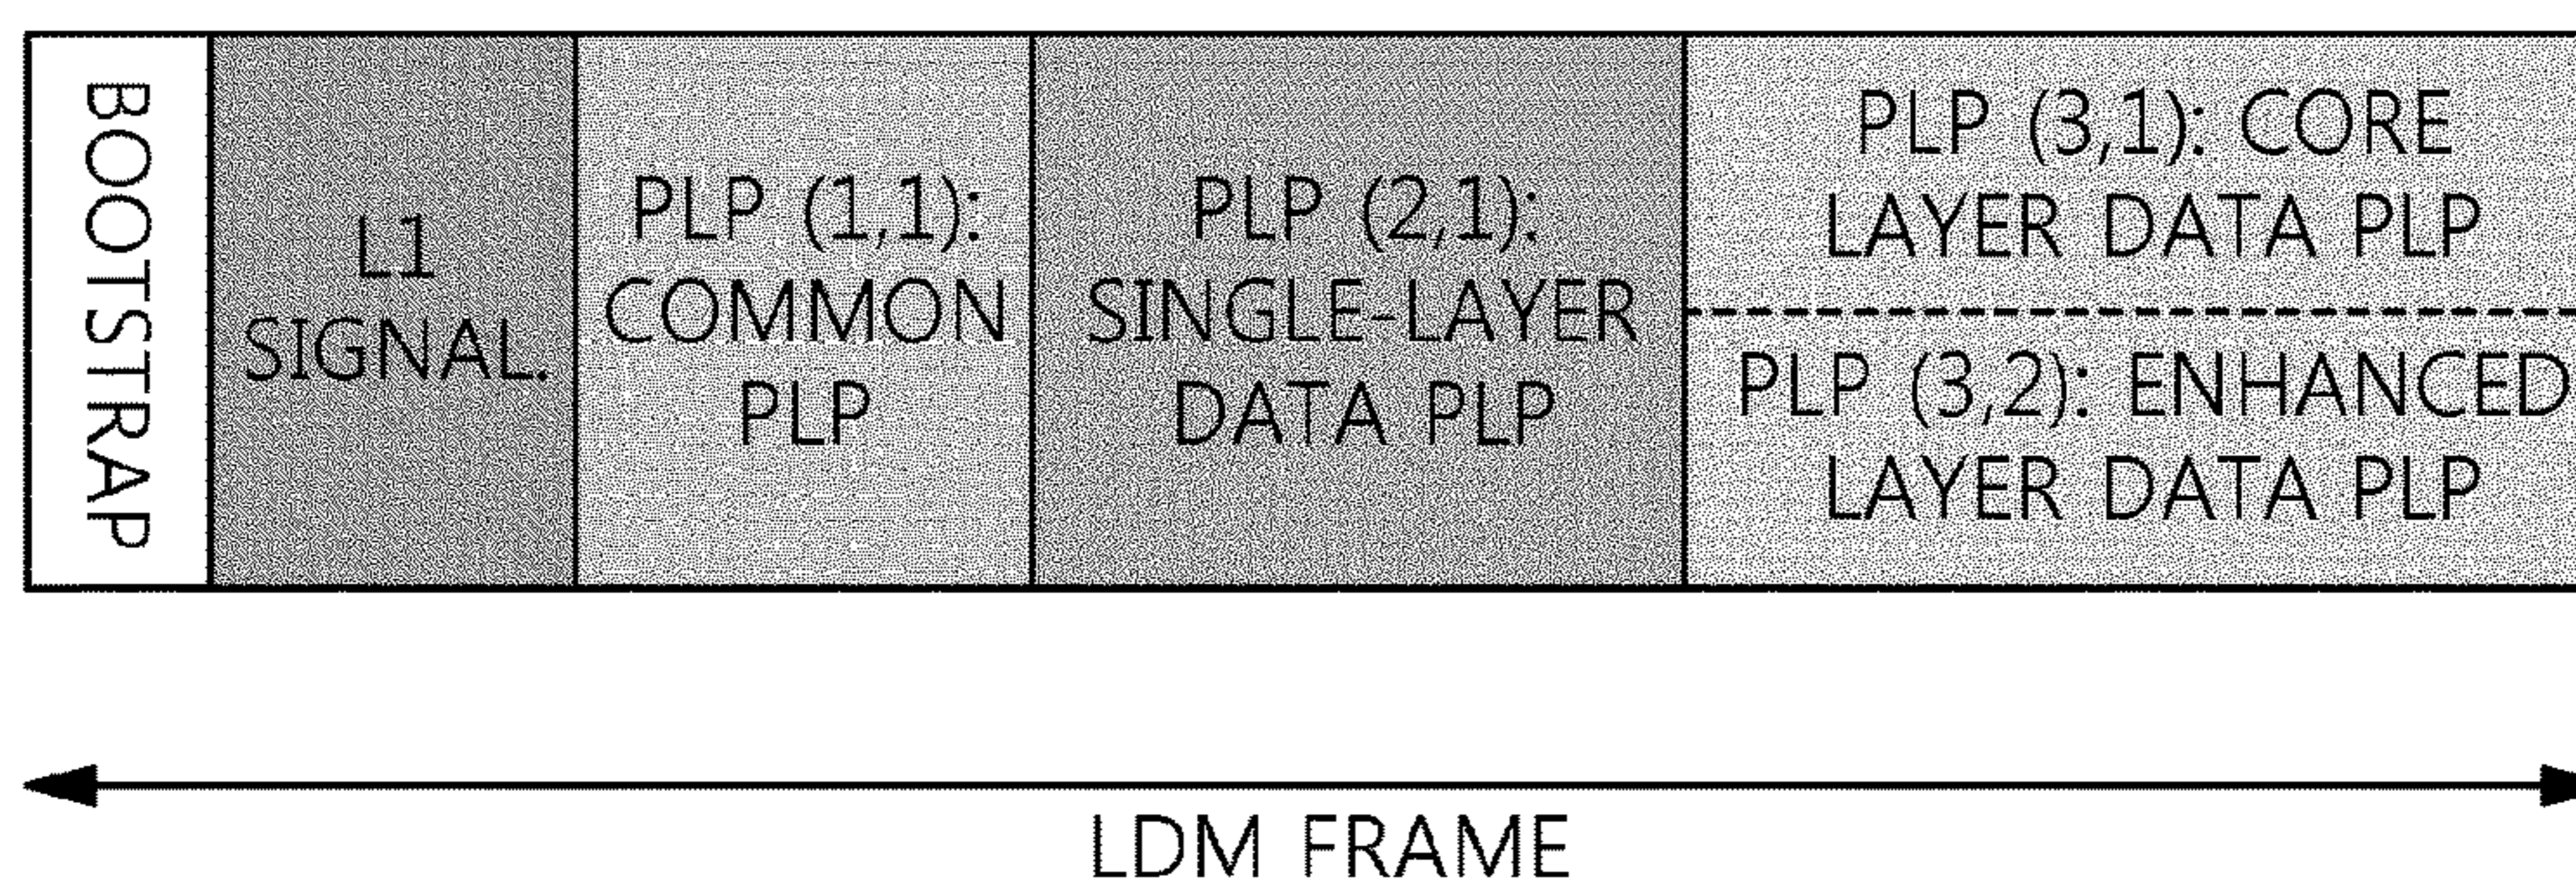 BOOTSTRAP
L1
SIGNAL.
PLP (1,1):
COMMON
PLP
PLP (2,1):
SINGLE-LAYER
DATA PLP
PLP (3,1): CORE
LAYER DATA PLP
PLP (3,2): ENHANCED
LAYER DATA PLP
LDM FRAME